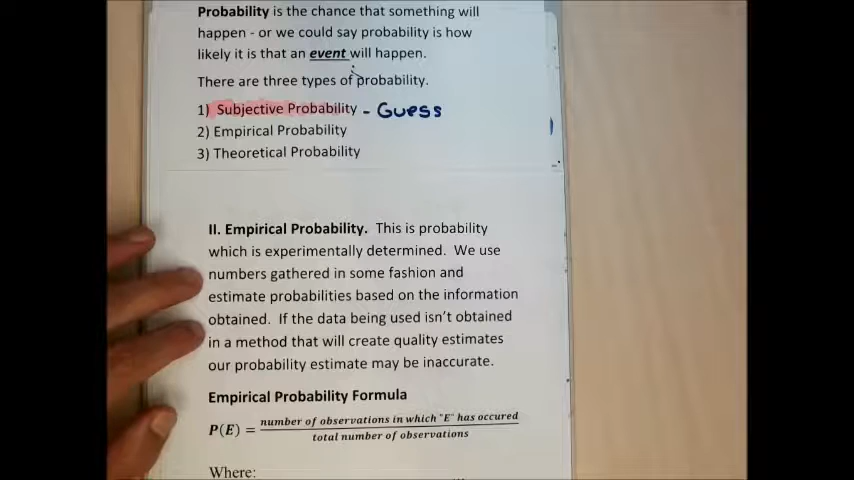 Probability is the chance that something will
happen - or we could say probability is how
likely it is that an event will happen.
There are three types of probability.
1) Subjective Probability - Guess
2) Empirical Probability
3) Theoretical Probability
II. Empirical Probability. This is probability
which is experimentally determined. We use
numbers gathered in some fashion and
estimate probabilities based on the information
obtained. If the data being used isn't obtained
in a method that will create quality estimates
our probability estimate may be inaccurate.
Empirical Probability Formula
P(E) = number of observations in which "E" has occured
total number of observations
Where: